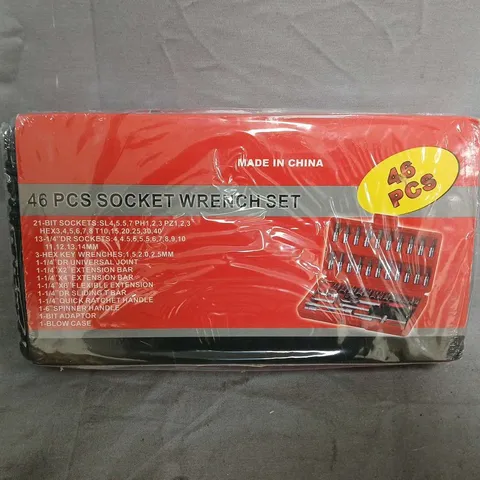 MADE IN CHINA
46 PCS
46 PCS SOCKET WRENCH SET
21-BIT SOCKETS:SL4,5.5,7 PH1,2,3 PZ1,2,3
HEX3,4,5,6,7,8 T10,15,20,25,30,40
13-1/4"DR SOCKETS:4,4.5,5,5.5,6,7,8,9,10
11,12,13,14MM
3-HEX KEY WRENCHES:1.5,2.0,2.5MM
1-1/4" DR UNIVERSAL JOINT
1-1/4" X2" EXTENSION BAR
1-1/4" X4" EXTENSION BAR
1-1/4" X6" FLEXIBLE EXTENSION
1-1/4" DR SLIDING T-BAR
1-1/4" QUICK RATCHET HANDLE
1-6" SPINNER HANDLE
1-BIT ADAPTOR
1-BLOW CASE